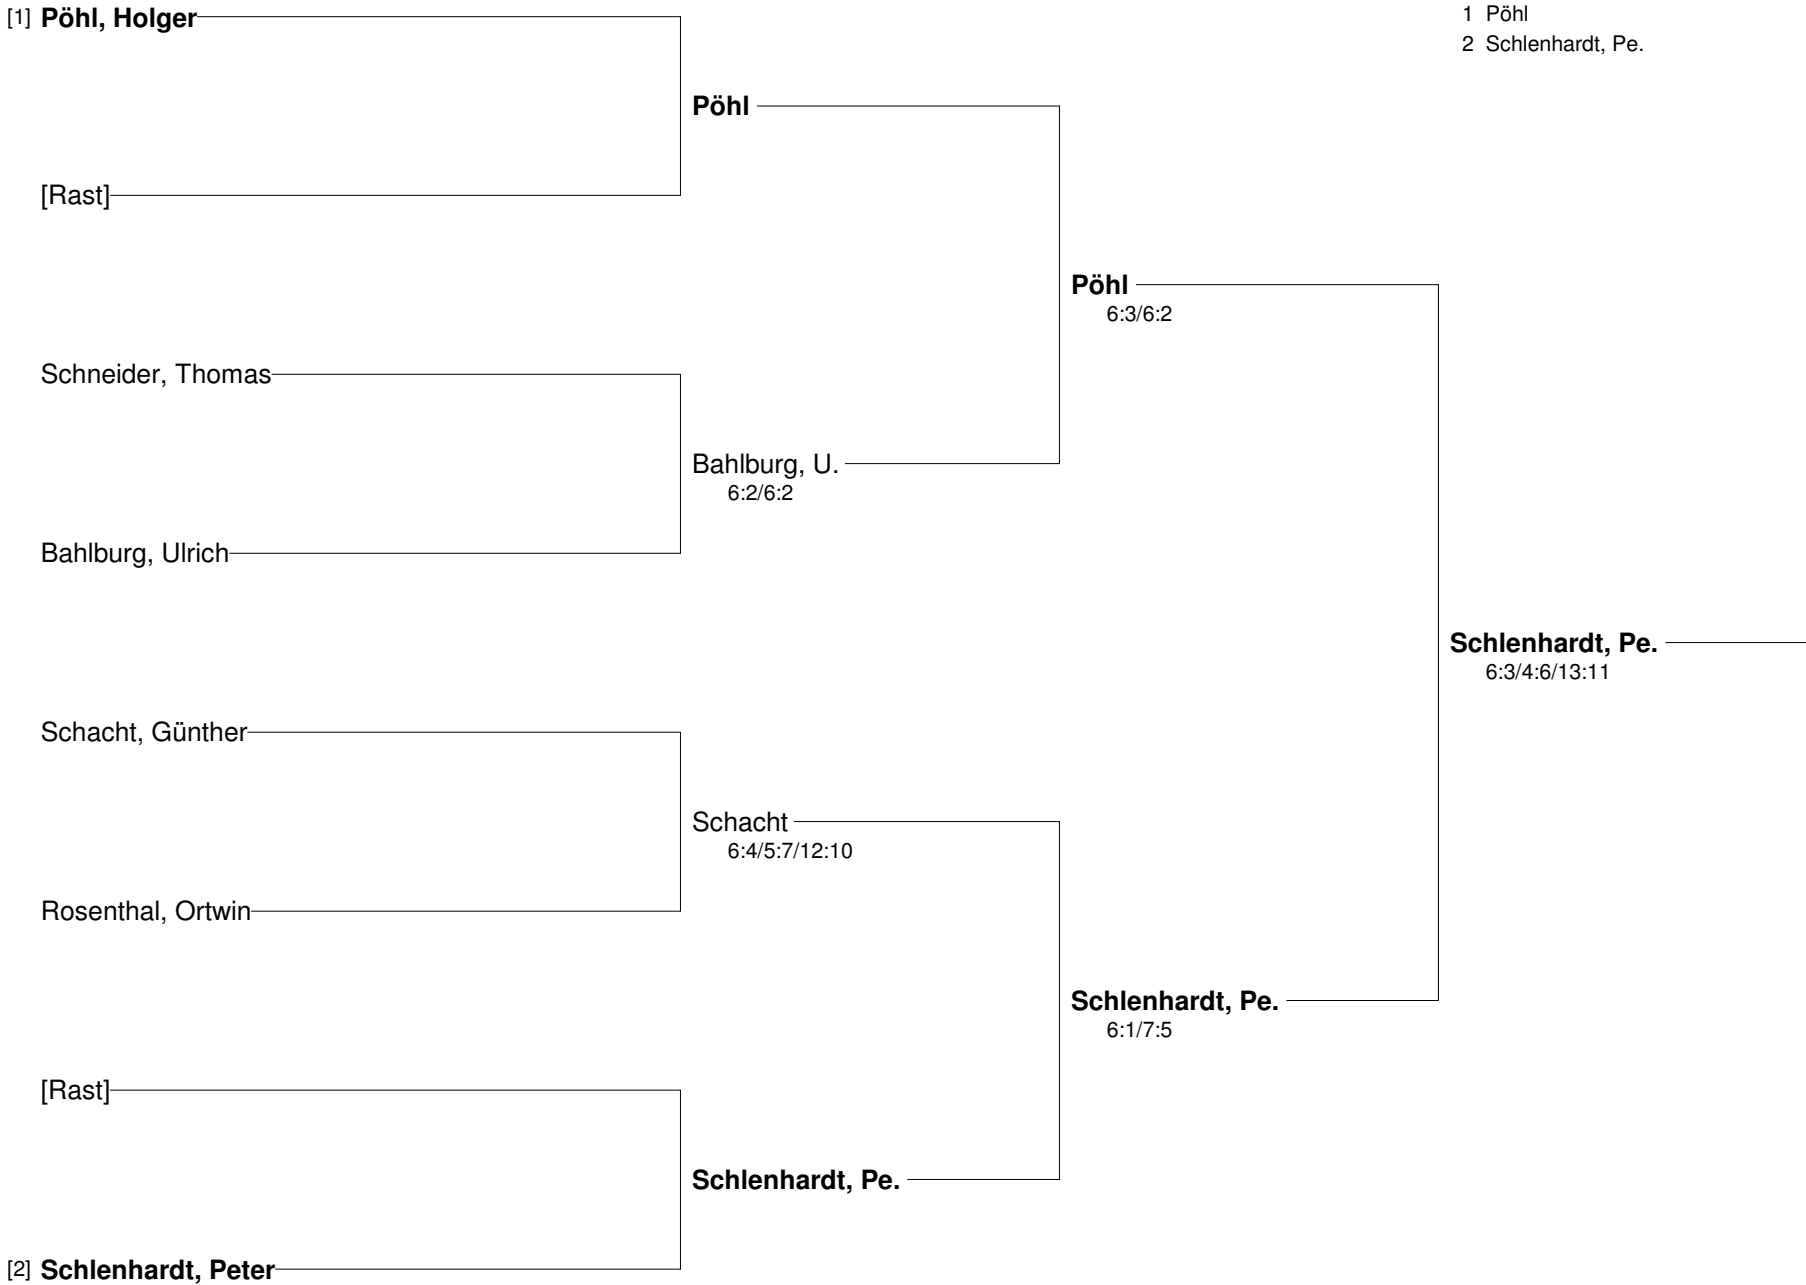 [1] Pöhl, Holger
1 Pöhl
2 Schlenhardt, Pe.
Pöhl
[Rast]
Pöhl
6:3/6:2
Schneider, Thomas
Bahlburg, U.
6:2/6:2
Bahlburg, Ulrich
Schlenhardt, Pe.
6:3/4:6/13:11
Schacht, Günther
Schacht
6:4/5:7/12:10
Rosenthal, Ortwin
Schlenhardt, Pe.
6:1/7:5
[Rast]
Schlenhardt, Pe.
[2] Schlenhardt, Peter